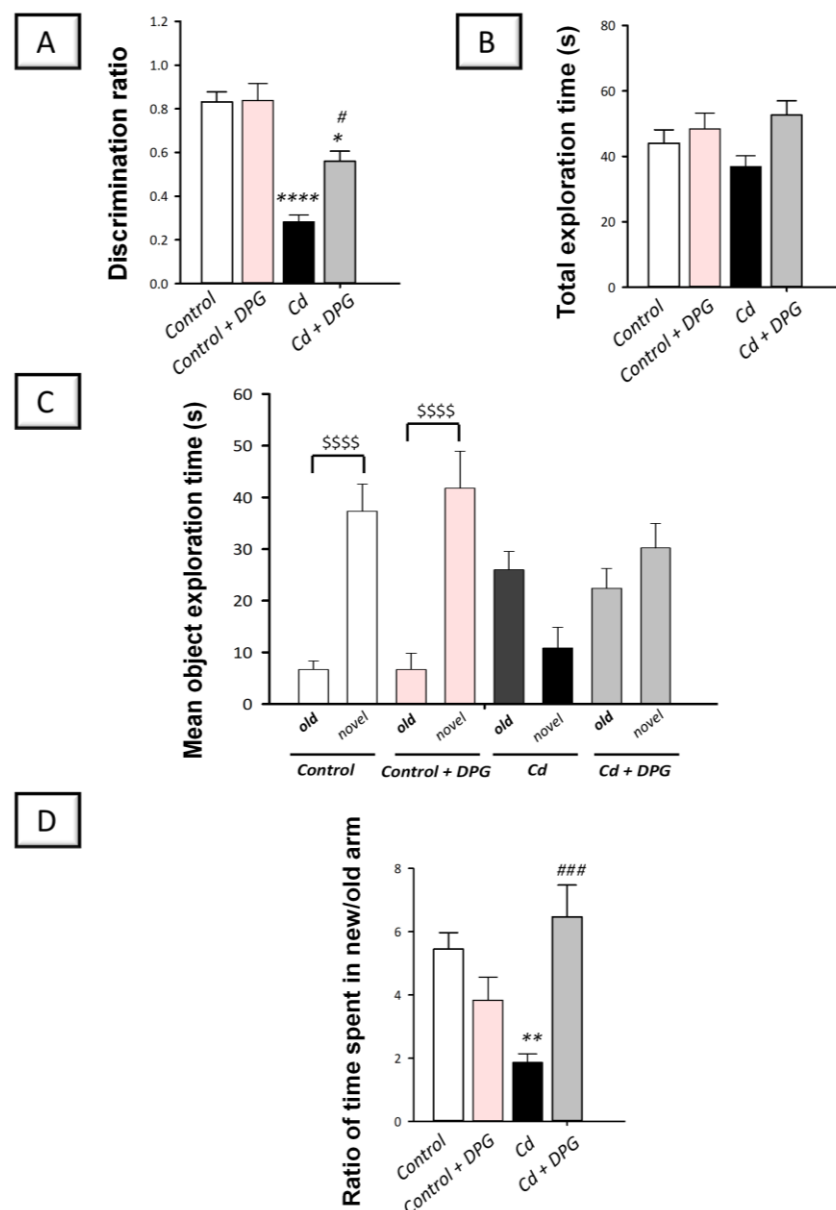 A
Discrimination ratio
1.2
1.0
0.8
0.6
0.4
0.2
0.0
****
#
*
Control
Control + DPG
Cd
Cd + DPG
B
Total exploration time (s)
80
60
40
20
0
Control
Control + DPG
Cd
Cd + DPG
C
Mean object exploration time (s)
60
50
40
30
20
10
0
$$$$
$$$$
old novel old novel old novel old novel
Control Control + DPG Cd Cd + DPG
D
Ratio of time spent in new/old arm
8
6
4
2
0
**
###
Control
Control + DPG
Cd
Cd + DPG